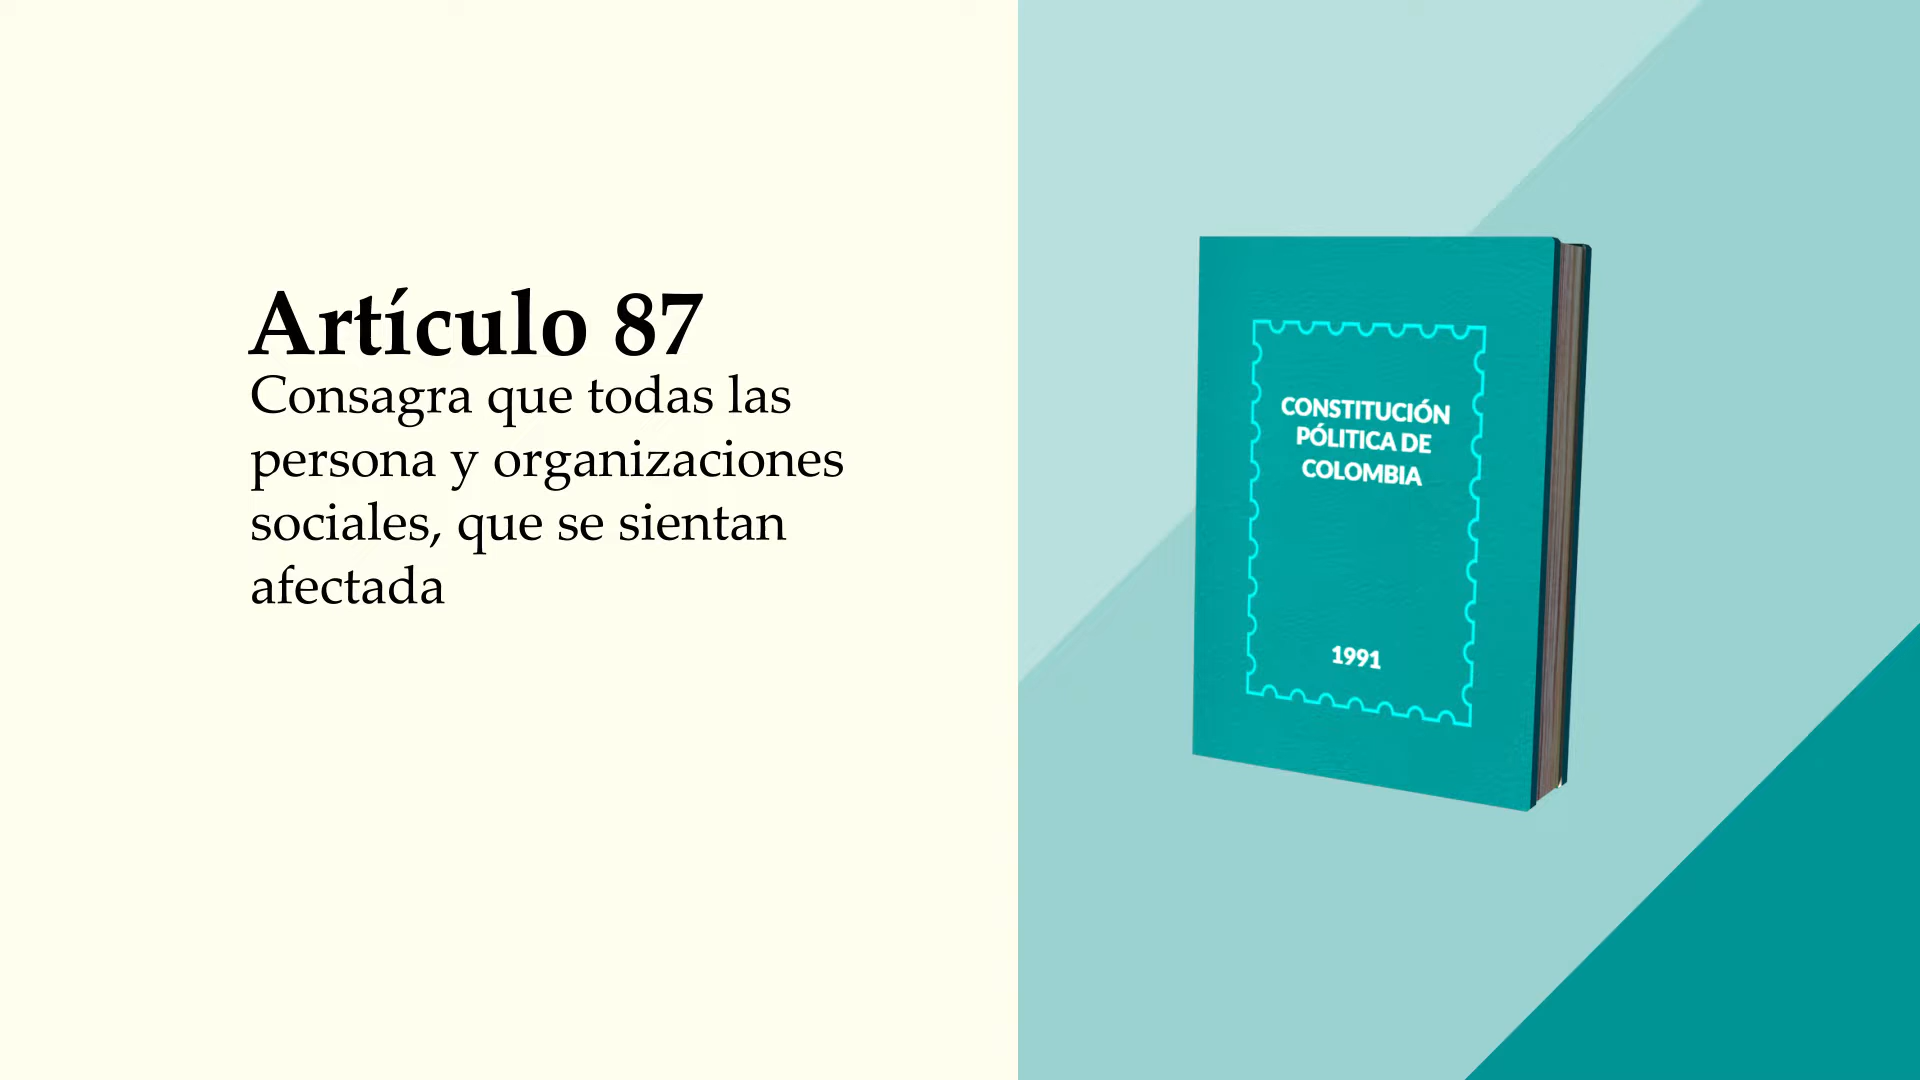 Artículo 87
Consagra que todas las
persona y organizaciones
sociales, que se sientan
afectada
CONSTITUCIÓN
PÓLITICA DE
COLOMBIA
1991